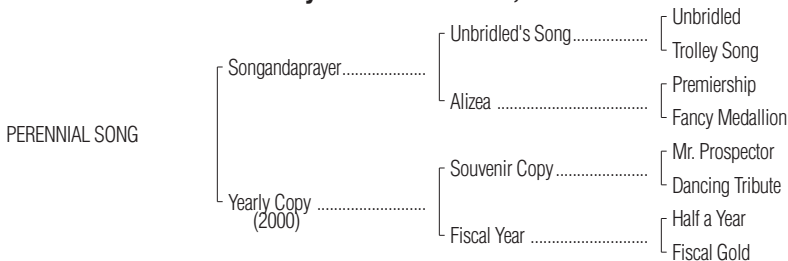 Unbridled
Unbridled's Song.................
Trolley Song
Songandaprayer.....................
Premiership
Alizea ......................................
Fancy Medallion
PERENNIAL SONG
Mr. Prospector
Souvenir Copy.......................
Dancing Tribute
Yearly Copy ...........................
(2000)
Half a Year
Fiscal Year .............................
Fiscal Gold